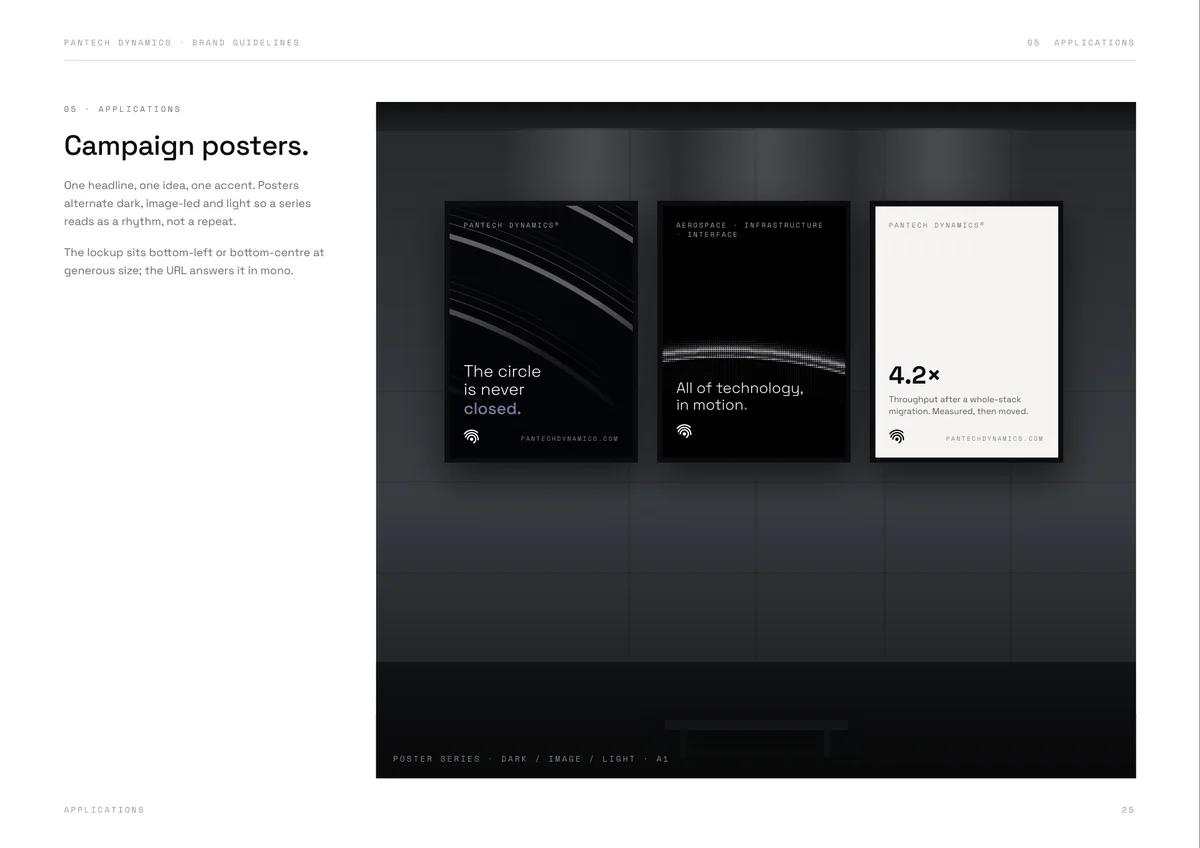 PANTECH DYNAMICS · BRAND GUIDELINES
05 APPLICATIONS
05 · APPLICATIONS
Campaign posters.
One headline, one idea, one accent. Posters
alternate dark, image-led and light so a series
reads as a rhythm, not a repeat.
The lockup sits bottom-left or bottom-centre at
generous size; the URL answers it in mono.
PANTECH DYNAMICS®
The circle
is never
closed.
PANTECHDYNAMICS.COM
AEROSPACE · INFRASTRUCTURE
· INTERFACE
All of technology,
in motion.
PANTECH DYNAMICS®
4.2×
Throughput after a whole-stack
migration. Measured, then moved.
PANTECHDYNAMICS.COM
POSTER SERIES · DARK / IMAGE / LIGHT · A1
APPLICATIONS
25